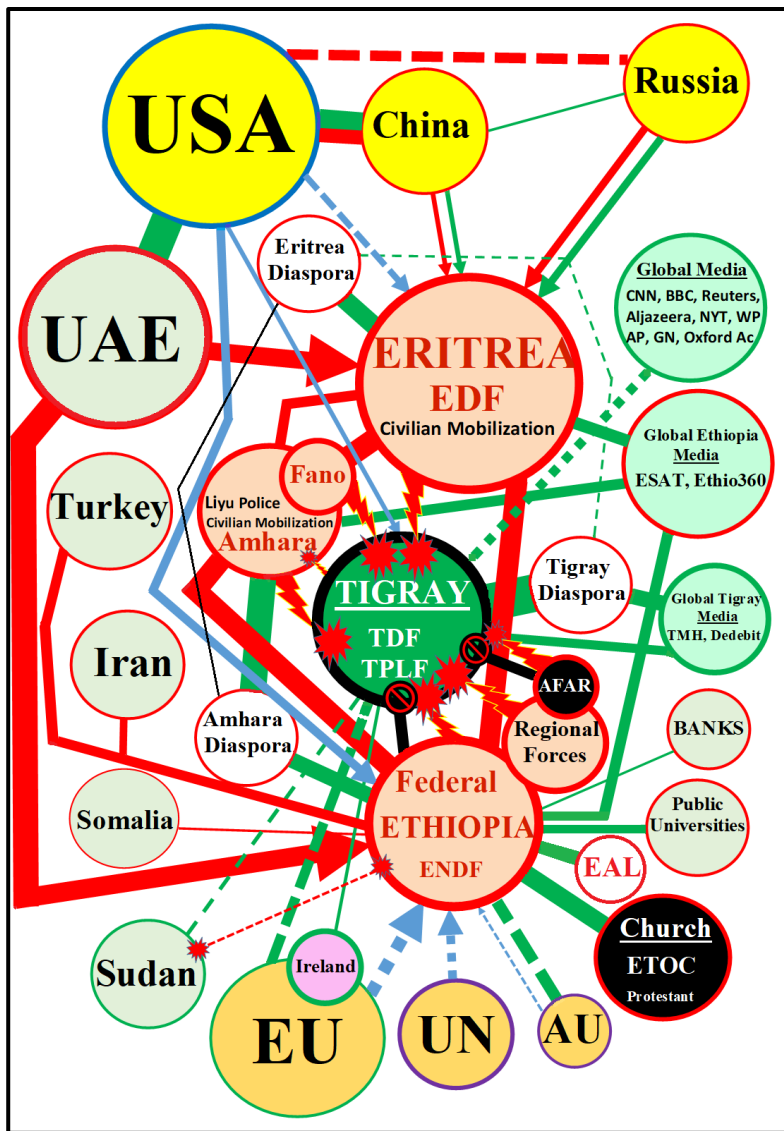 USA
China
Russia
Eritrea
Diaspora
Global Media
CNN, BBC, Reuters,
Aljazeera, NYT, WP
AP, GN, Oxford Ac
UAE
ERITREA
EDF
Civilian Mobilization
Global Ethiopia
Media
ESAT, Ethio360
Fano
Liyu Police
Civilian Mobilization
Amhara
Turkey
TIGRAY
TDF
TPLF
Tigray
Diaspora
Global Tigray
Media
TMH, Dedebit
Iran
AFAR
Regional
Forces
Amhara
Diaspora
BANKS
Federal
ETHIOPIA
ENDF
Somalia
Public
Universities
EAL
Church
ETOC
Protestant
Sudan
Ireland
EU
UN
AU